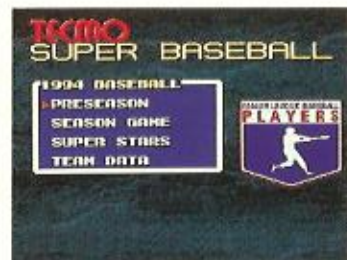 TECMO
SUPER BASEBALL
1994 BASEBALL
PRESEASON
SEASON GAME
SUPER STARS
TEAM DATA
MAJOR LEAGUE BASEBALL
PLAYERS